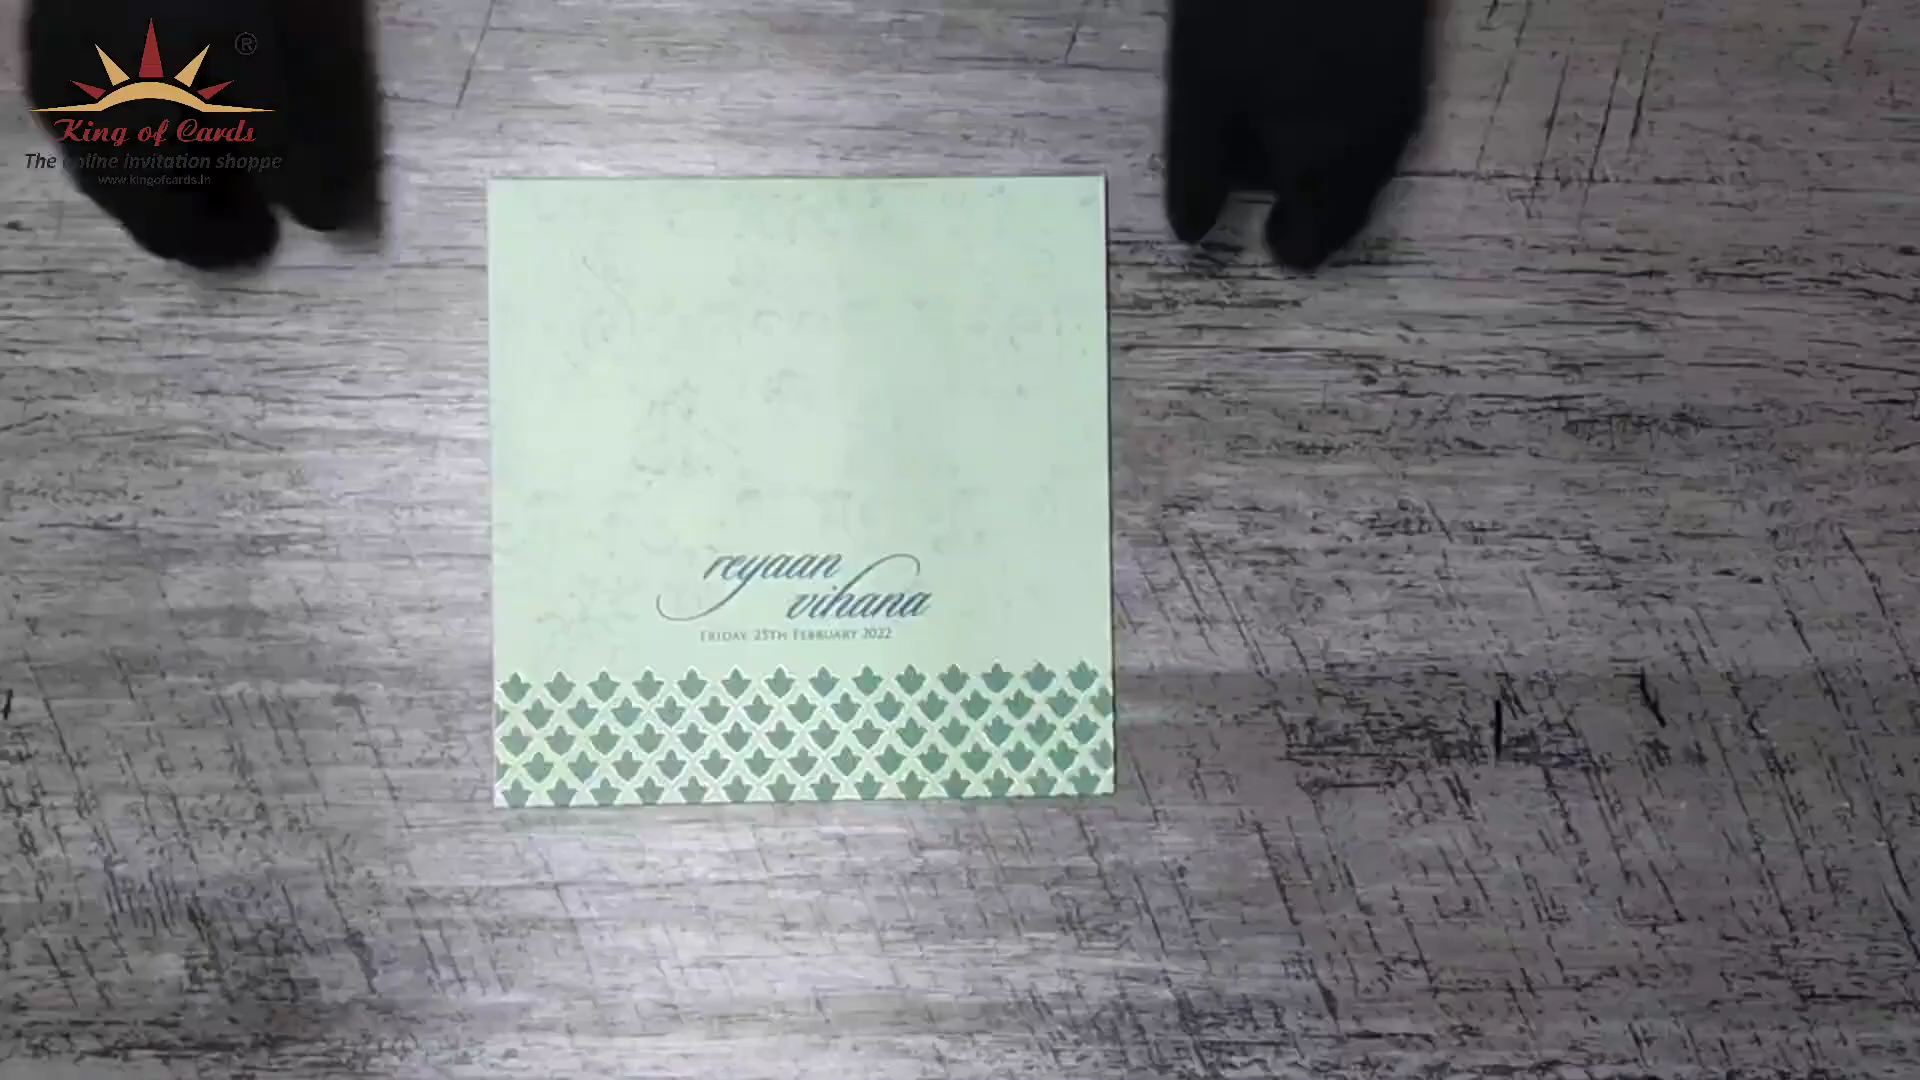 ®
King of Cards
The online invitation shoppe
www.kingofcards.in
reyaan
vihana
FRIDAY 25TH FEBRUARY 2022